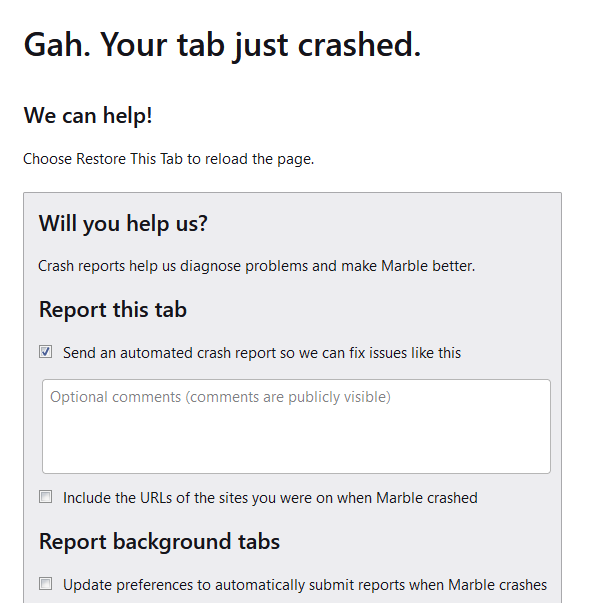 Gah. Your tab just crashed.
We can help!
Choose Restore This Tab to reload the page.
Will you help us?
Crash reports help us diagnose problems and make Marble better.
Report this tab
Send an automated crash report so we can fix issues like this
Optional comments (comments are publicly visible)
Include the URLs of the sites you were on when Marble crashed
Report background tabs
Update preferences to automatically submit reports when Marble crashes